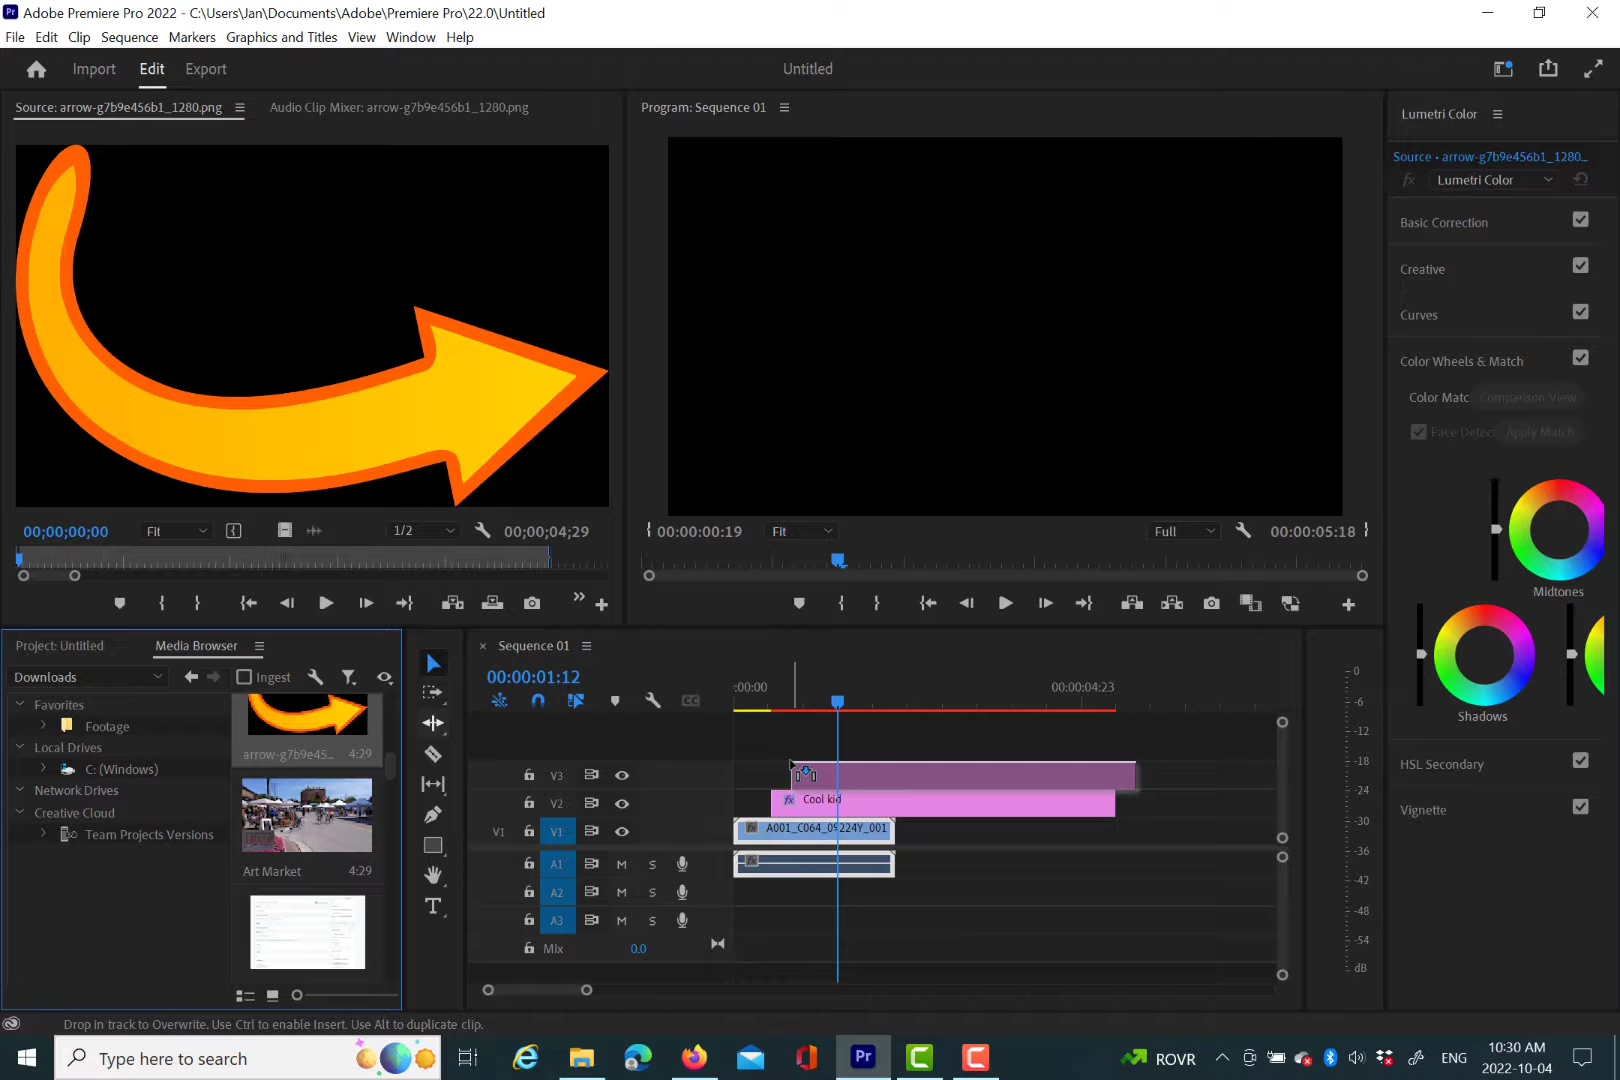 Adobe Premiere Pro 2022 - C:\Users\Jan\Documents\Adobe\Premiere Pro\22.0\Untitled
File Edit Clip Sequence Markers Graphics and Titles View Window Help
Import Edit Export Untitled
Source: arrow-g7b9e456b1_1280.png Audio Clip Mixer: arrow-g7b9e456b1_1280.png Program: Sequence 01 Lumetri Color
Source • arrow-g7b9e456b1_1280...
fx Lumetri Color
Basic Correction
Creative
Curves
Color Wheels & Match
Color Matc Comparison View
Face Detect Apply Match
00;00;00;00 Fit 1/2 00;00;04;29 00:00:00:19 Fit Full 00:00:05:18
Midtones
Shadows
Project: Untitled Media Browser Sequence 01
Downloads Ingest 00:00:01:12
:00:00 00:00:04:23
CC
Favorites
Footage
Local Drives
C: (Windows)
Network Drives
Creative Cloud
Team Projects Versions
arrow-g7b9e45... 4:29
Art Market 4:29
V3
V2 fx Cool kid
V1 V1 fx A001_C064_09224Y_001
A1 M S fx
A2 M S
A3 M S
Mix 0.0
0
-6
-12
-18
-24
-30
-36
-42
-48
-54
dB
HSL Secondary
Vignette
Drop in track to Overwrite. Use Ctrl to enable Insert. Use Alt to duplicate clip.
Type here to search Pr C C ROVR ENG 10:30 AM
2022-10-04